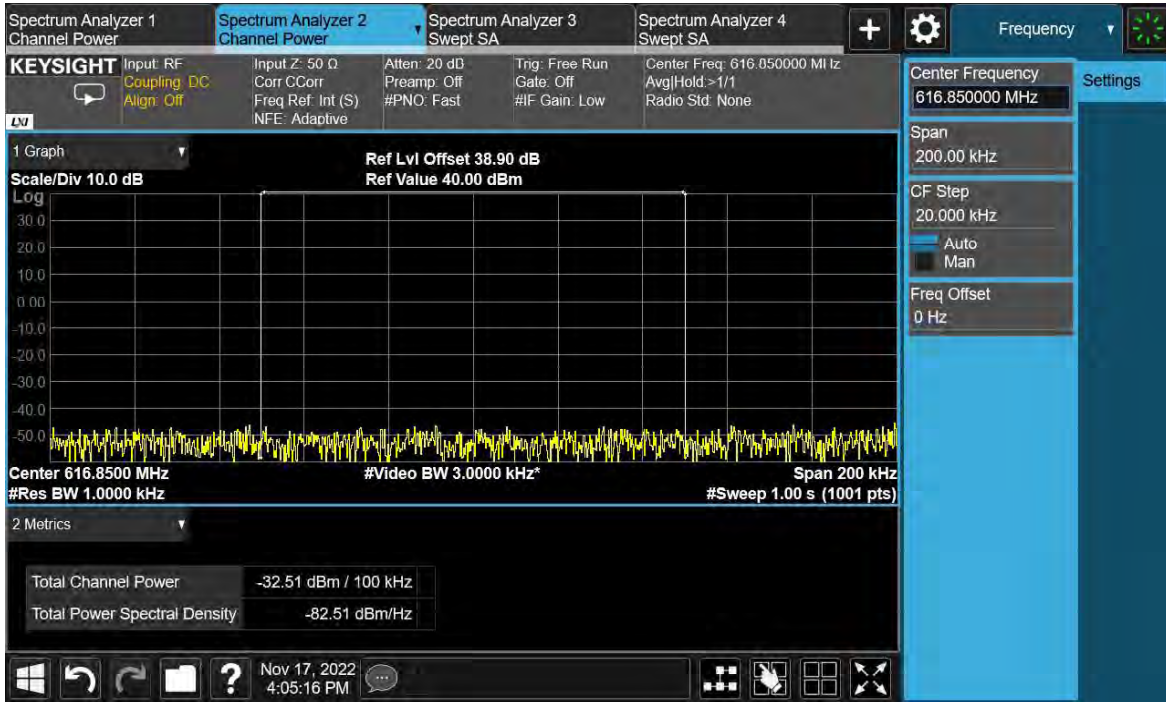 Spectrum Analyzer 1
Channel Power
Spectrum Analyzer 2
Channel Power
Spectrum Analyzer 3
Swept SA
Spectrum Analyzer 4
Swept SA
+
Frequency
KEYSIGHT
LXI
Input: RF
Coupling: DC
Align: Off
Input Z: 50 Ω
Corr CCorr
Freq Ref: Int (S)
NFE: Adaptive
Atten: 20 dB
Preamp: Off
#PNO: Fast
Trig: Free Run
Gate: Off
#IF Gain: Low
Center Freq: 616.850000 MHz
Avg|Hold:>1/1
Radio Std: None
Center Frequency
616.850000 MHz
Settings
Span
200.00 kHz
CF Step
20.000 kHz
Auto
Man
Freq Offset
0 Hz
1 Graph
Scale/Div 10.0 dB
Ref Lvl Offset 38.90 dB
Ref Value 40.00 dBm
Log
30.0
20.0
10.0
0.00
-10.0
-20.0
-30.0
-40.0
-50.0
Center 616.8500 MHz
#Video BW 3.0000 kHz*
Span 200 kHz
#Res BW 1.0000 kHz
#Sweep 1.00 s (1001 pts)
2 Metrics
Total Channel Power -32.51 dBm / 100 kHz
Total Power Spectral Density -82.51 dBm/Hz
?
Nov 17, 2022
4:05:16 PM